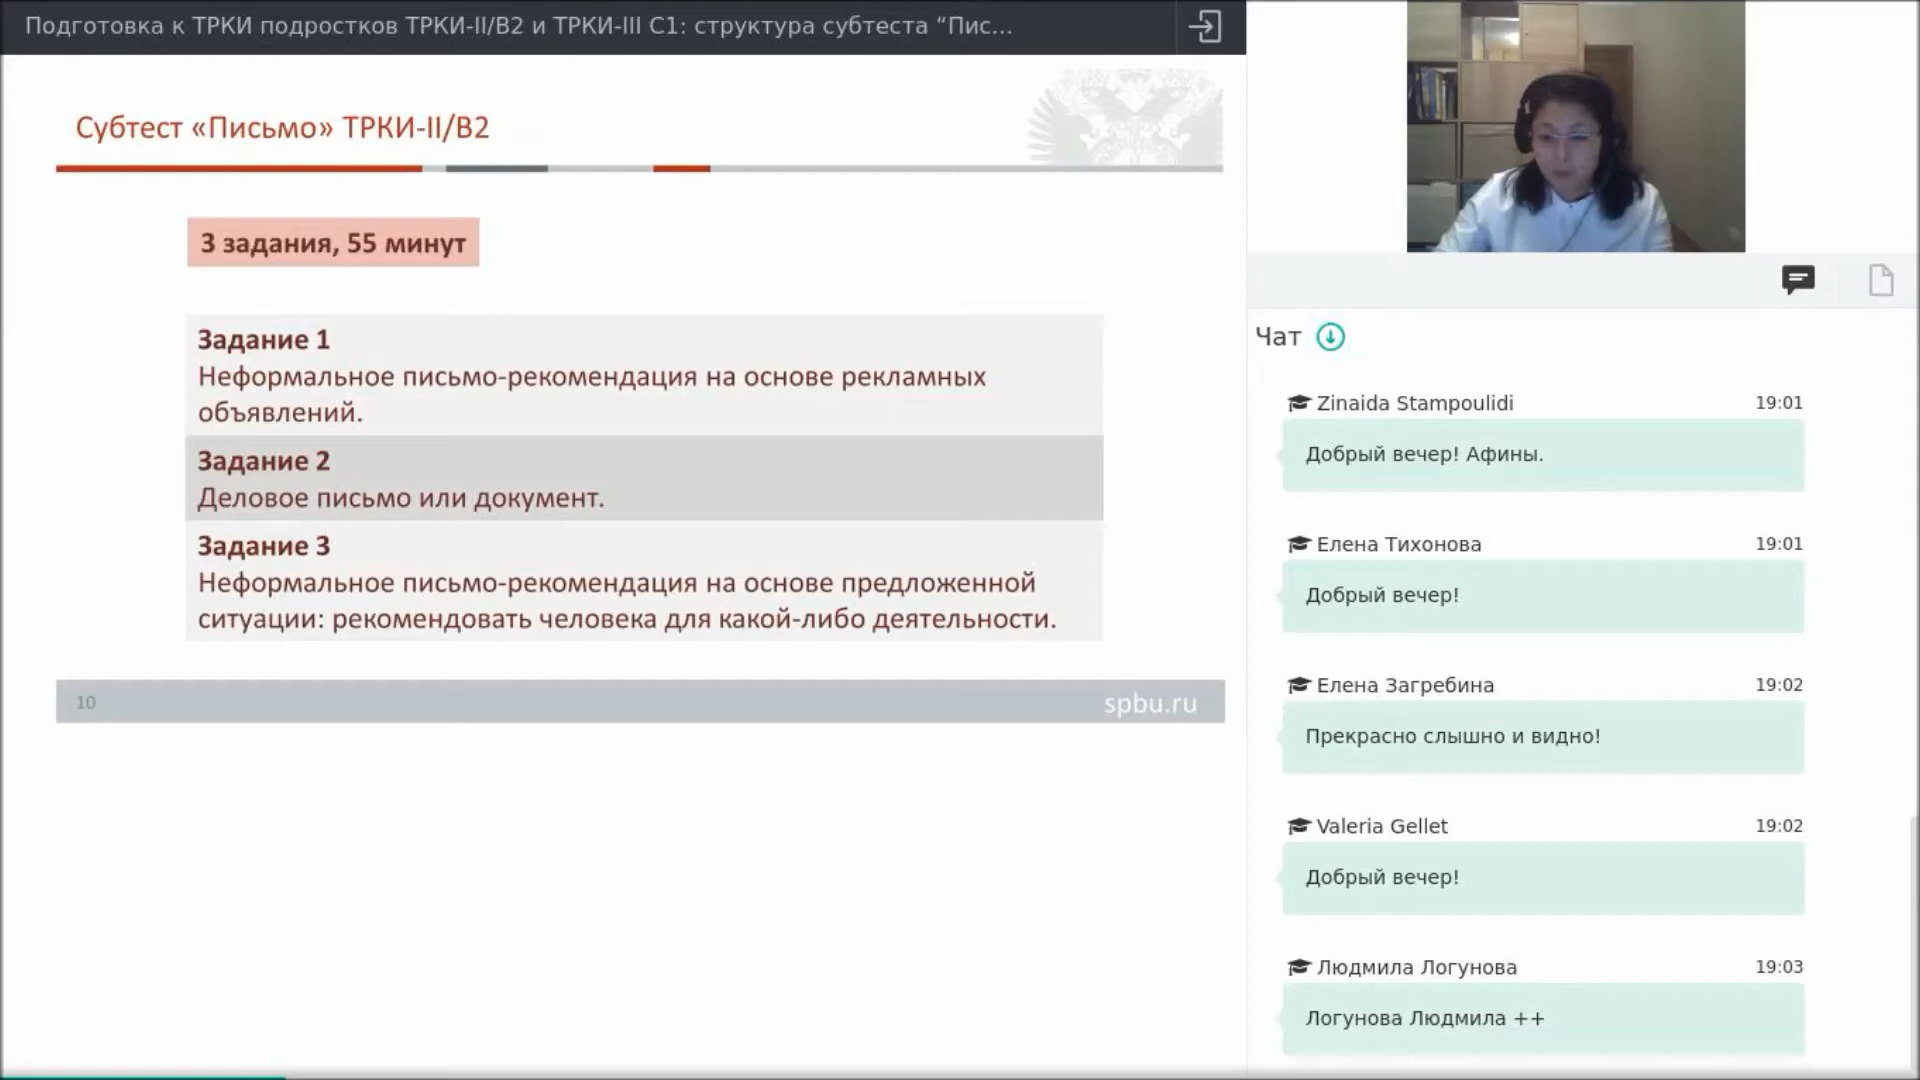 Подготовка к ТРКИ подростков ТРКИ-II/В2 и ТРКИ-III С1: структура субтеста “Пис...
Субтест «Письмо» ТРКИ-II/В2
3 задания, 55 минут
Задание 1
Неформальное письмо-рекомендация на основе рекламных
объявлений.
Задание 2
Деловое письмо или документ.
Задание 3
Неформальное письмо-рекомендация на основе предложенной
ситуации: рекомендовать человека для какой-либо деятельности.
10
spbu.ru
Чат
Zinaida Stampoulidi 19:01
Добрый вечер! Афины.
Елена Тихонова 19:01
Добрый вечер!
Елена Загребина 19:02
Прекрасно слышно и видно!
Valeria Gellet 19:02
Добрый вечер!
Людмила Логунова 19:03
Логунова Людмила ++